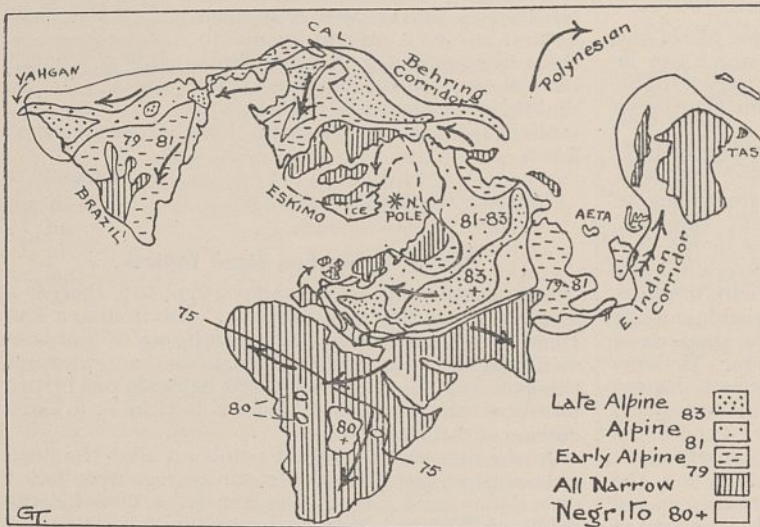 CAL.
YAHGAN
Behring
Corridor
Polynesian
79-81
BRAZIL
ESKIMO
ICE
N.
POLE
81-83
83
+
79-81
AETA
TAS
E. Indian
Corridor
75
80
80
+
75
Late Alpine 83
Alpine 81
Early Alpine 79
All Narrow
Negrito 80+
GT.